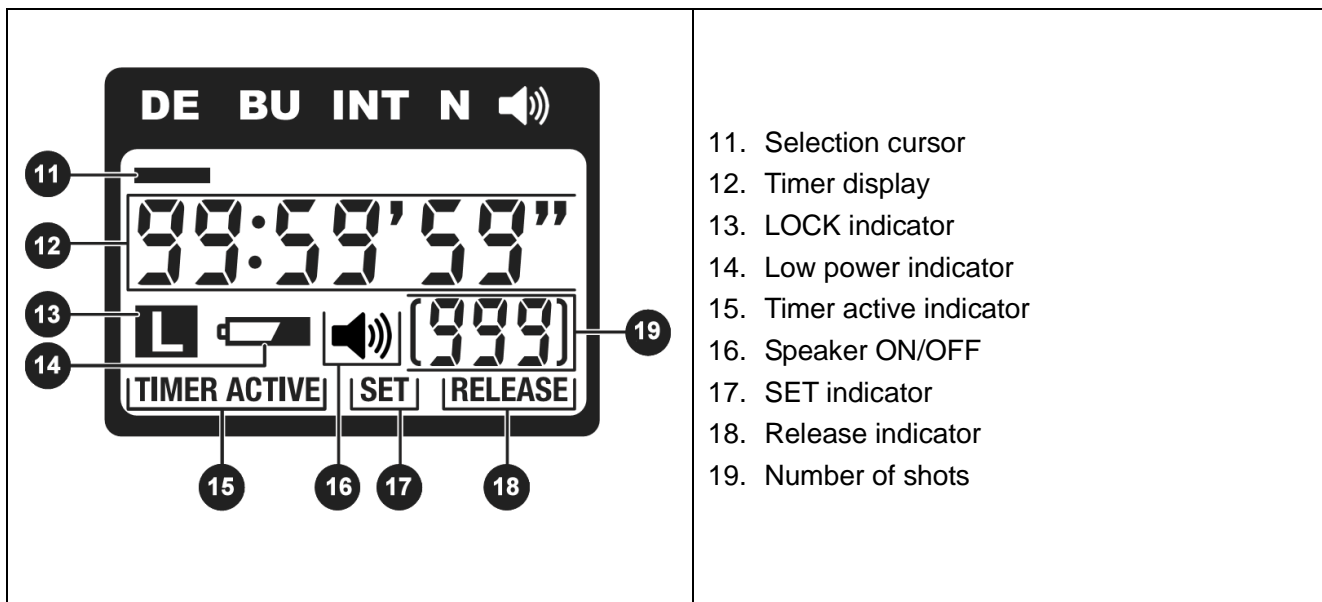 DE BU INT N
11
99:59’59”
12
13
L
14
(999)
19
TIMER ACTIVE SET RELEASE
15
16
17
18
11. Selection cursor
12. Timer display
13. LOCK indicator
14. Low power indicator
15. Timer active indicator
16. Speaker ON/OFF
17. SET indicator
18. Release indicator
19. Number of shots